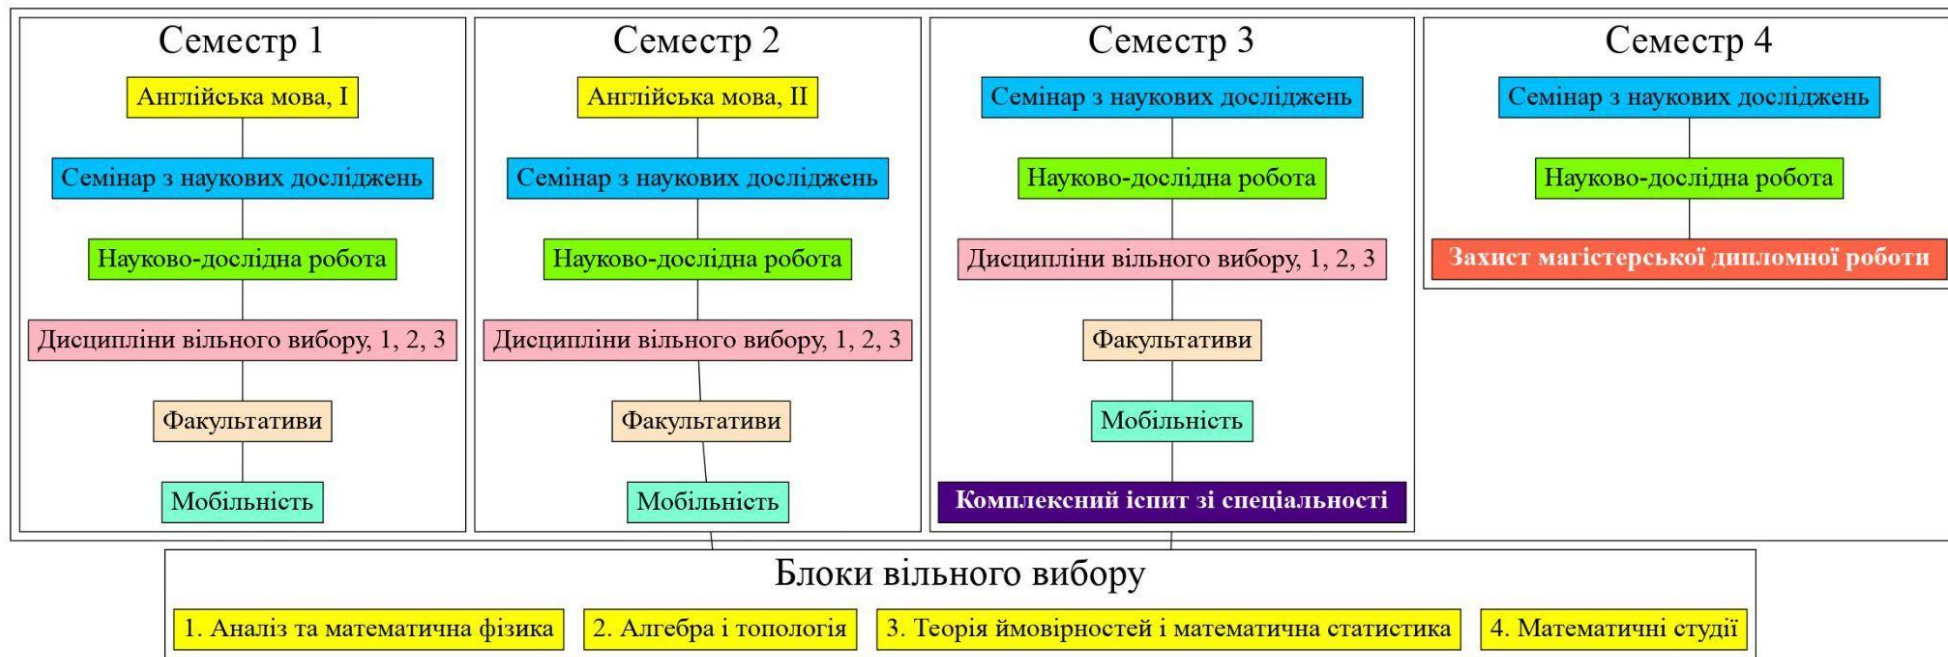 Семестр 1
Англійська мова, І
Семінар з наукових досліджень
Науково-дослідна робота
Дисципліни вільного вибору, 1, 2, 3
Факультативи
Мобільність
Семестр 2
Англійська мова, ІІ
Семінар з наукових досліджень
Науково-дослідна робота
Дисципліни вільного вибору, 1, 2, 3
Факультативи
Мобільність
Семестр 3
Семінар з наукових досліджень
Науково-дослідна робота
Дисципліни вільного вибору, 1, 2, 3
Факультативи
Мобільність
Комплексний іспит зі спеціальності
Семестр 4
Семінар з наукових досліджень
Науково-дослідна робота
Захист магістерської дипломної роботи
Блоки вільного вибору
1. Аналіз та математична фізика
2. Алгебра і топологія
3. Теорія ймовірностей і математична статистика
4. Математичні студії